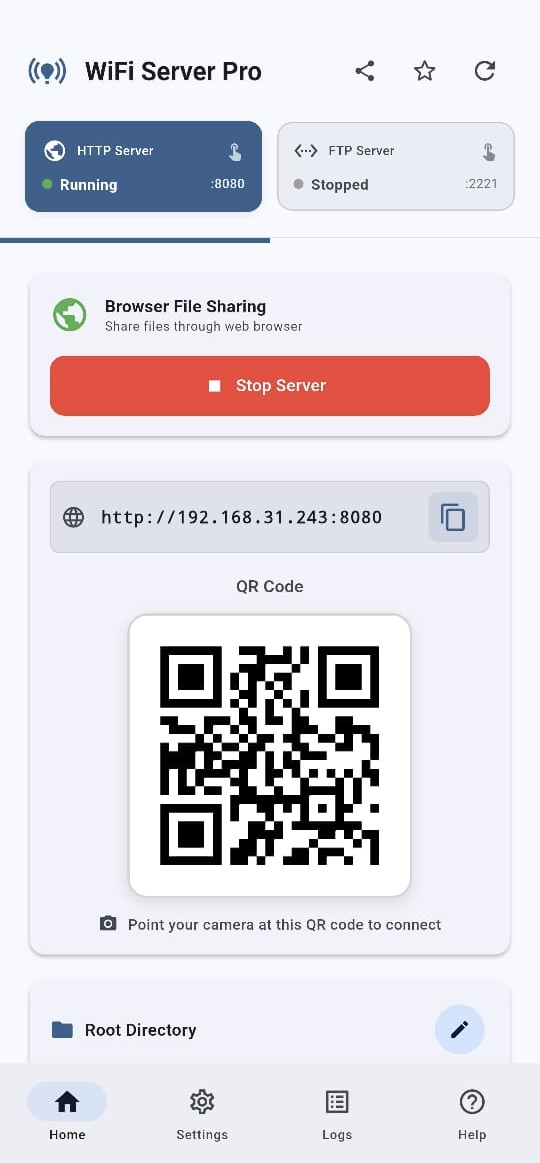 WiFi Server Pro
HTTP Server
Running :8080
FTP Server
Stopped :2221
Browser File Sharing
Share files through web browser
Stop Server
http://192.168.31.243:8080
QR Code
Point your camera at this QR code to connect
Root Directory
Home Settings Logs Help